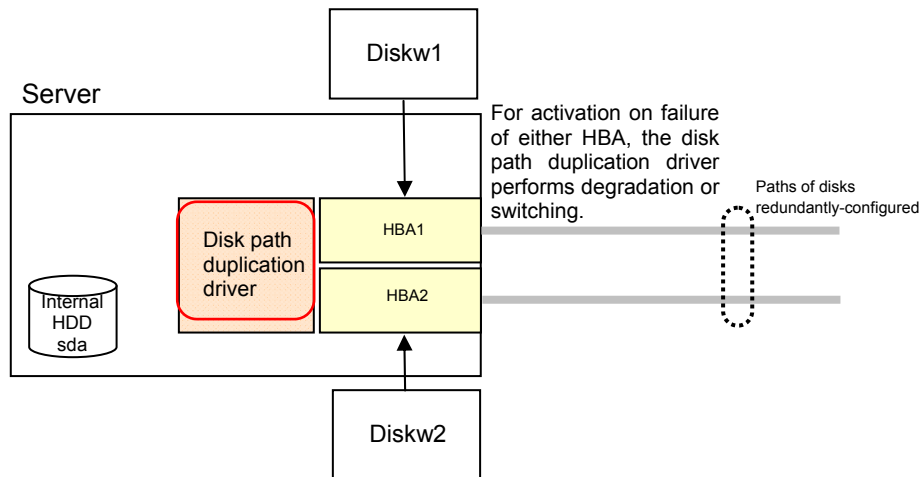 Diskw1
Server
For activation on failure
of either HBA, the disk
path duplication driver
performs degradation or
switching.
Paths of disks
redundantly-configured
HBA1
Disk path
duplication
driver
HBA2
Internal
HDD
sda
Diskw2